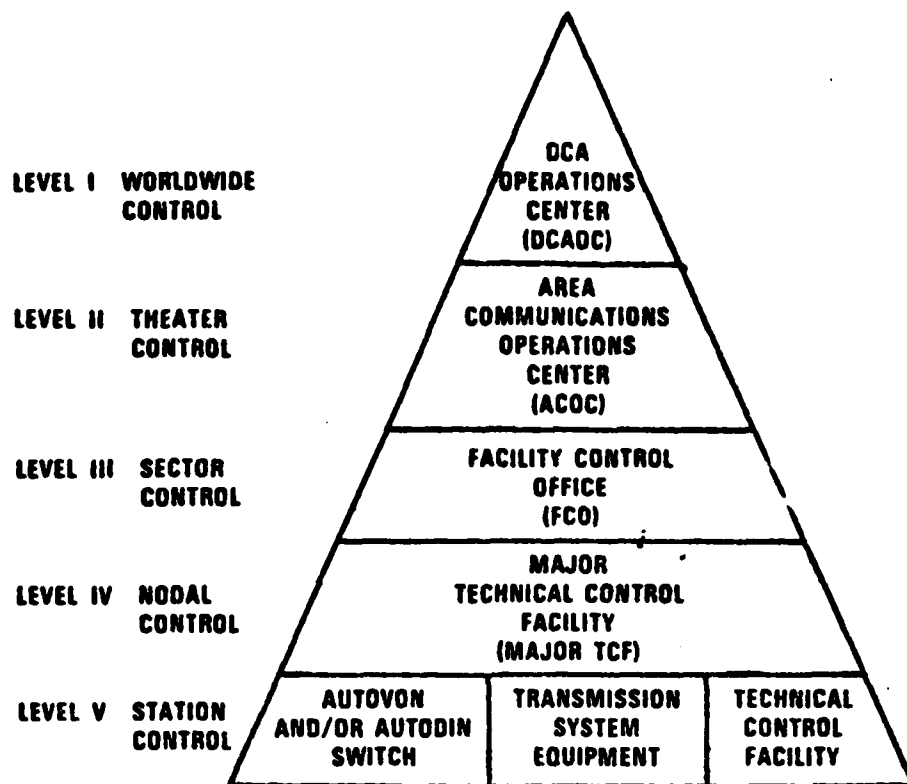 DCA
LEVEL I WORLDWIDE CONTROL
OPERATIONS
CENTER
(DCAOC)
LEVEL II THEATER CONTROL
AREA
COMMUNICATIONS
OPERATIONS
CENTER
(ACOC)
LEVEL III SECTOR CONTROL
FACILITY CONTROL
OFFICE
(FCO)
LEVEL IV NODAL CONTROL
MAJOR
TECHNICAL CONTROL
FACILITY
(MAJOR TCF)
LEVEL V STATION CONTROL
AUTOVON
AND/OR AUTODIN
SWITCH
TRANSMISSION
SYSTEM
EQUIPMENT
TECHNICAL
CONTROL
FACILITY